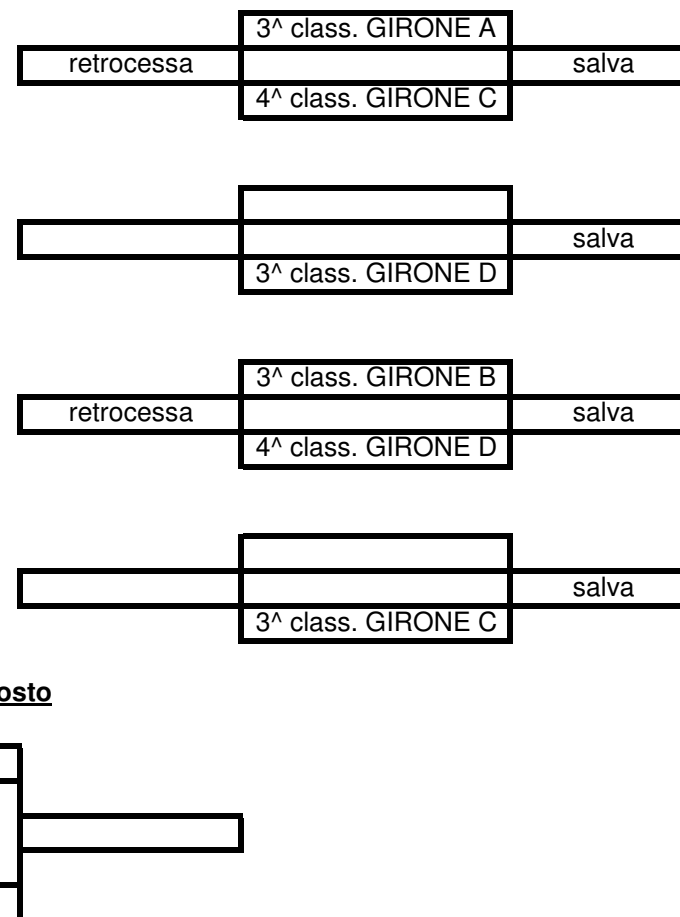 3^ class. GIRONE A
retrocessa salva
4^ class. GIRONE C
salva
3^ class. GIRONE D
3^ class. GIRONE B
retrocessa salva
4^ class. GIRONE D
salva
3^ class. GIRONE C
osto